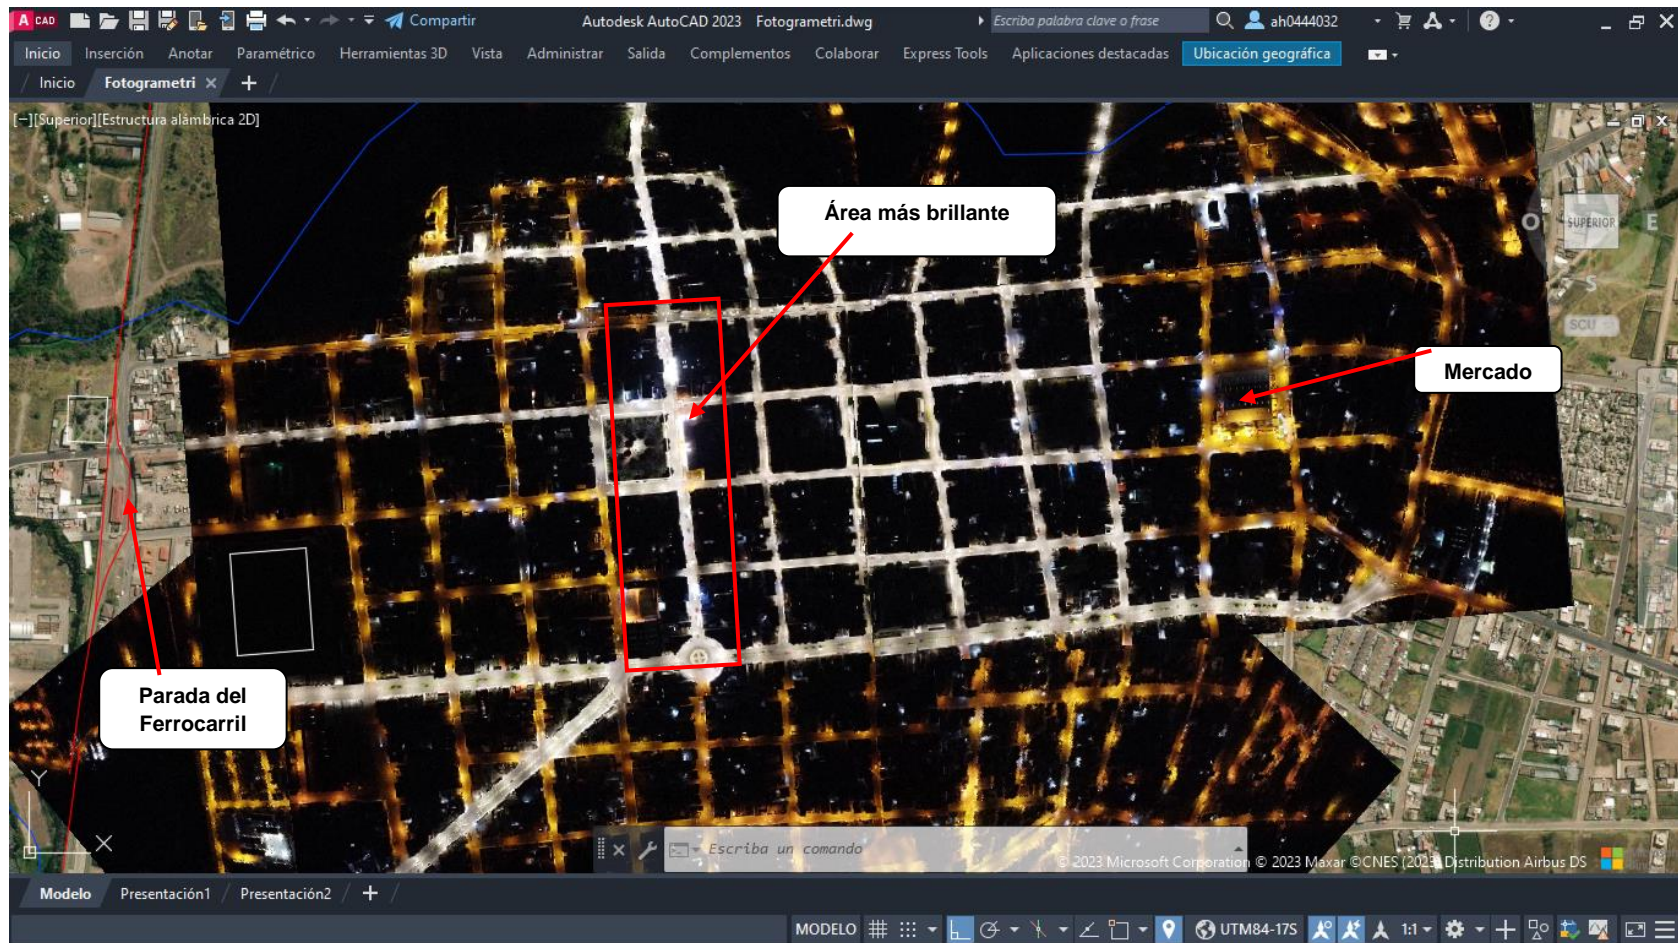 A CAD
Compartir
Autodesk AutoCAD 2023 Fotogrametri.dwg
Escriba palabra clave o frase
ah0444032
Inicio Inserción Anotar Paramétrico Herramientas 3D Vista Administrar Salida Complementos Colaborar Express Tools Aplicaciones destacadas Ubicación geográfica
Inicio Fotogrametri
[−][Superior][Estructura alámbrica 2D]
N
Área más brillante
O SUPERIOR E
S
SCU
Mercado
Parada del
Ferrocarril
Y
X
Escriba un comando
© 2023 Microsoft Corporation © 2023 Maxar ©CNES (2023) Distribution Airbus DS
Modelo Presentación1 Presentación2
MODELO
UTM84-17S
1:1